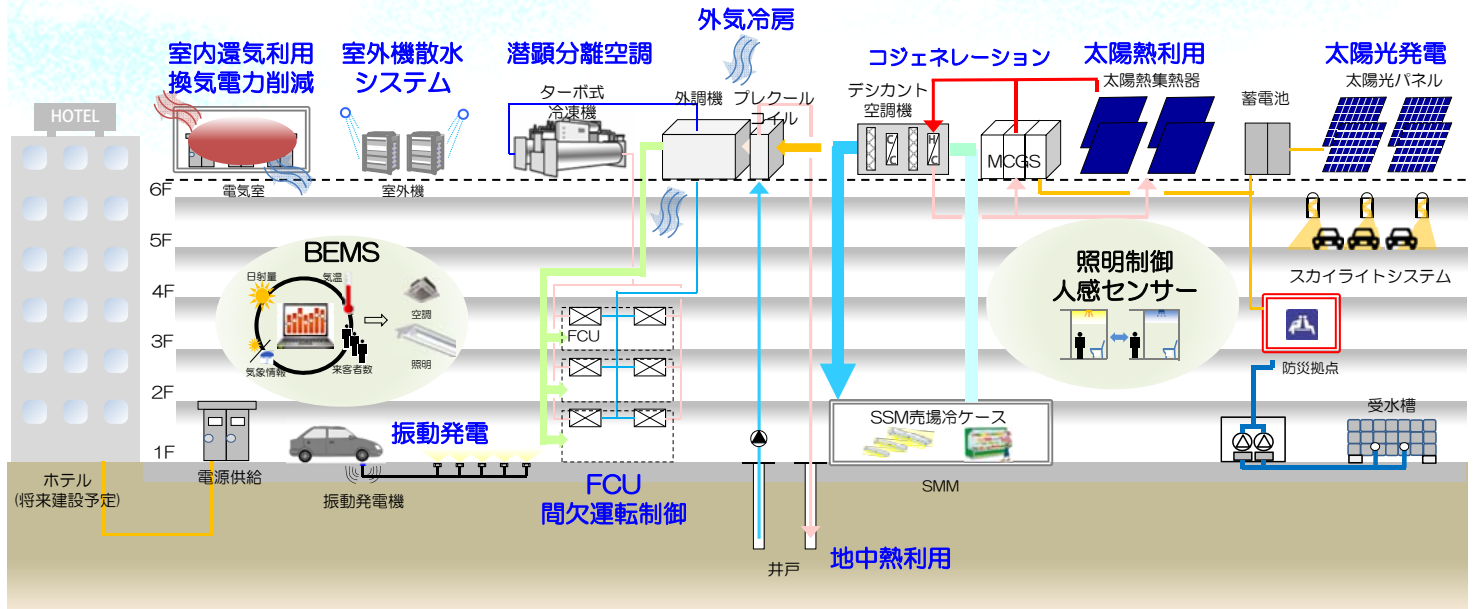 外気冷房
室内還気利用
換気電力削減
室外機散水
システム
潜顕分離空調
コジェネレーション
太陽熱利用
太陽光発電
ターボ式
冷凍機
外調機
プレクール
コイル
デシカント
空調機
太陽熱集熱器
蓄電池
太陽光パネル
HOTEL
C/C
H/C
MCGS
電気室
室外機
6F
5F
4F
3F
2F
1F
BEMS
日射量
気温
空調
照明
気象情報
来客者数
FCU
照明制御
人感センサー
スカイライトシステム
防災拠点
受水槽
SSM売場冷ケース
SMM
振動発電
電源供給
振動発電機
ホテル
(将来建設予定)
FCU
間欠運転制御
井戸
地中熱利用